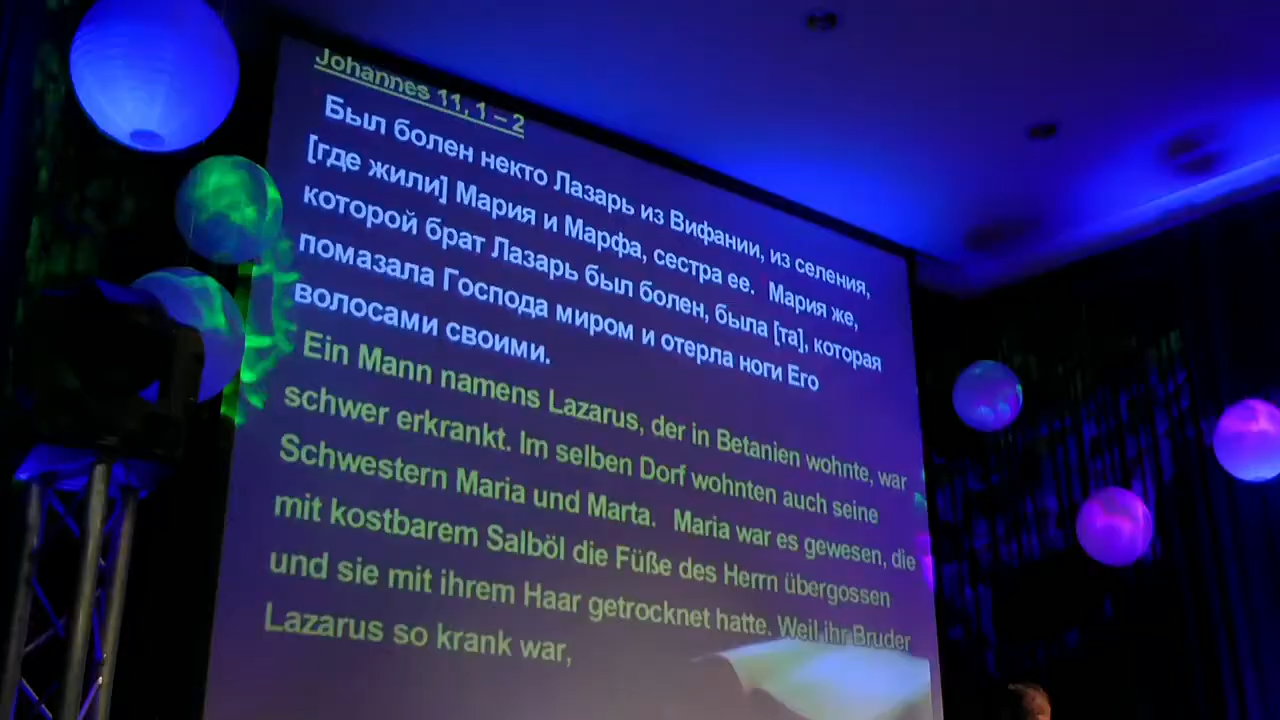 Johannes 11, 1 – 2
Был болен некто Лазарь из Вифании, из селения,
[где жили] Мария и Марфа, сестра ее. Мария же,
которой брат Лазарь был болен, была [та], которая
помазала Господа миром и отерла ноги Его
волосами своими.
Ein Mann namens Lazarus, der in Betanien wohnte, war
schwer erkrankt. Im selben Dorf wohnten auch seine
Schwestern Maria und Marta. Maria war es gewesen, die
mit kostbarem Salböl die Füße des Herrn übergossen
und sie mit ihrem Haar getrocknet hatte. Weil ihr Bruder
Lazarus so krank war,